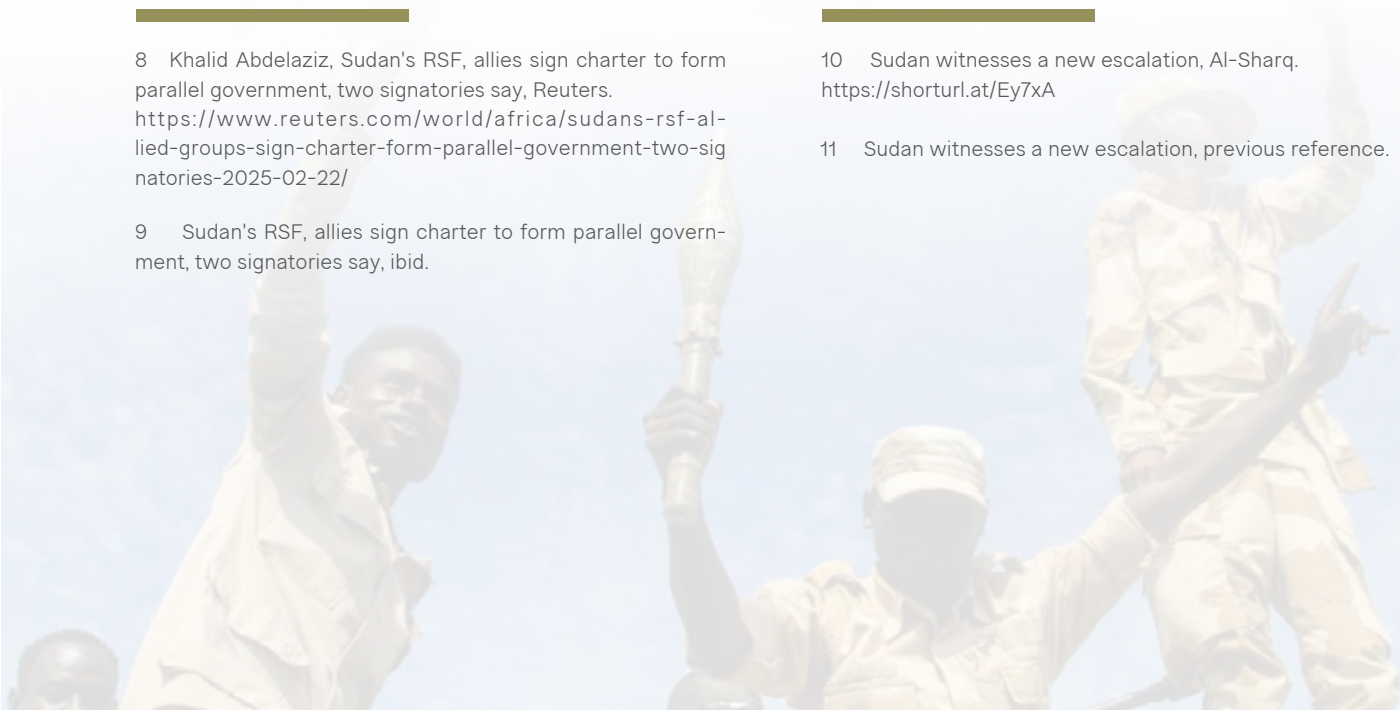 8 Khalid Abdelaziz, Sudan's RSF, allies sign charter to form
parallel government, two signatories say, Reuters.
https://www.reuters.com/world/africa/sudans-rsf-al-
lied-groups-sign-charter-form-parallel-government-two-sig
natories-2025-02-22/
9 Sudan's RSF, allies sign charter to form parallel govern-
ment, two signatories say, ibid.
10 Sudan witnesses a new escalation, Al-Sharq.
https://shorturl.at/Ey7xA
11 Sudan witnesses a new escalation, previous reference.